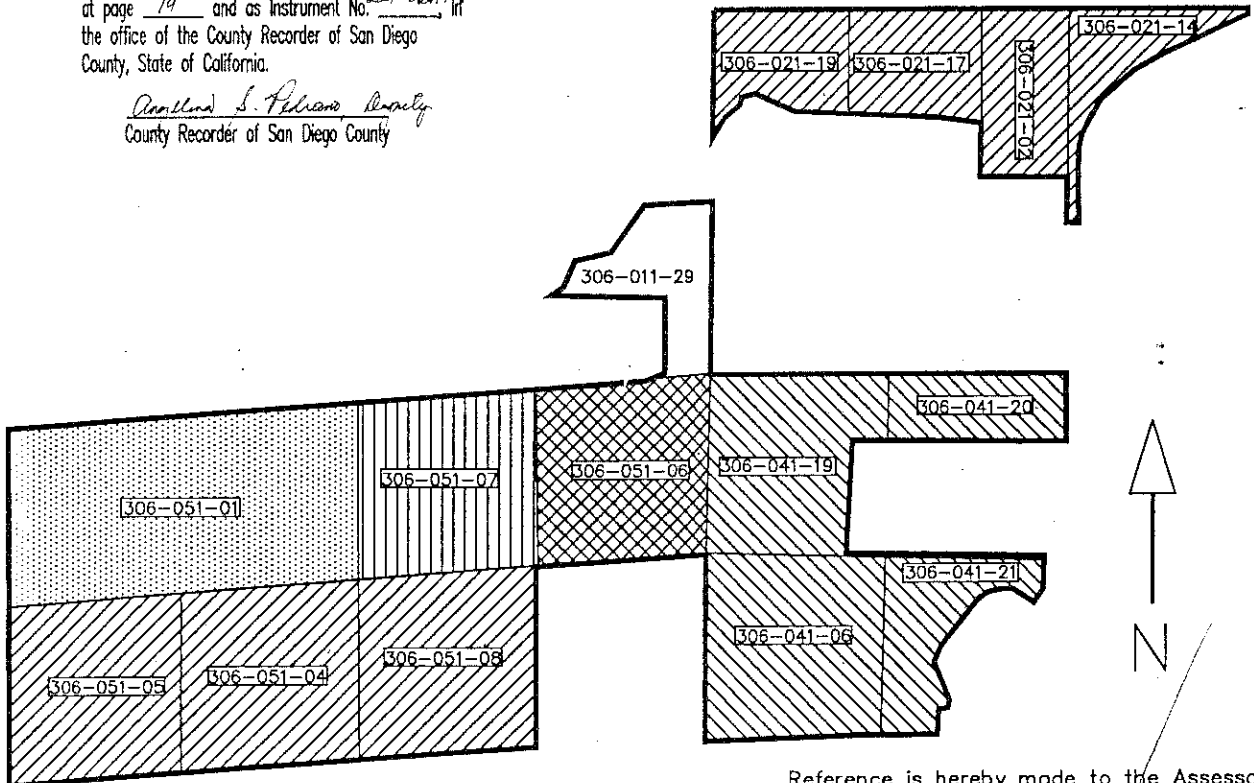 at page 19 and as Instrument No. , in
the office of the County Recorder of San Diego
County, State of California.
County Recorder of San Diego County
306-021-19
306-021-17
306-021-02
306-021-14
306-011-29
306-051-01
306-051-07
306-051-06
306-041-19
306-041-20
306-051-05
306-051-04
306-051-08
306-041-06
306-041-21
N
Reference is hereby made to the Assesso